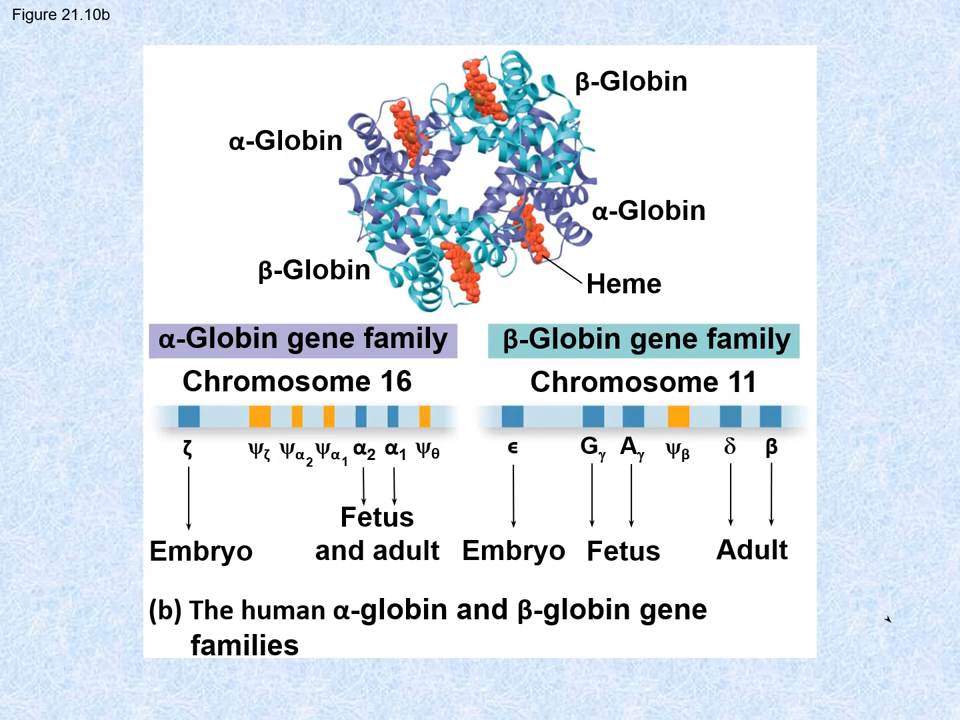 Figure 21.10b
β-Globin
α-Globin
α-Globin
β-Globin
Heme
α-Globin gene family
β-Globin gene family
Chromosome 16
Chromosome 11
ζ ψζ ψα2 ψα1 α2 α1 ψθ
ϵ Gγ Aγ ψβ δ β
Fetus
and adult
Embryo
Embryo
Fetus
Adult
(b) The human α-globin and β-globin gene
families